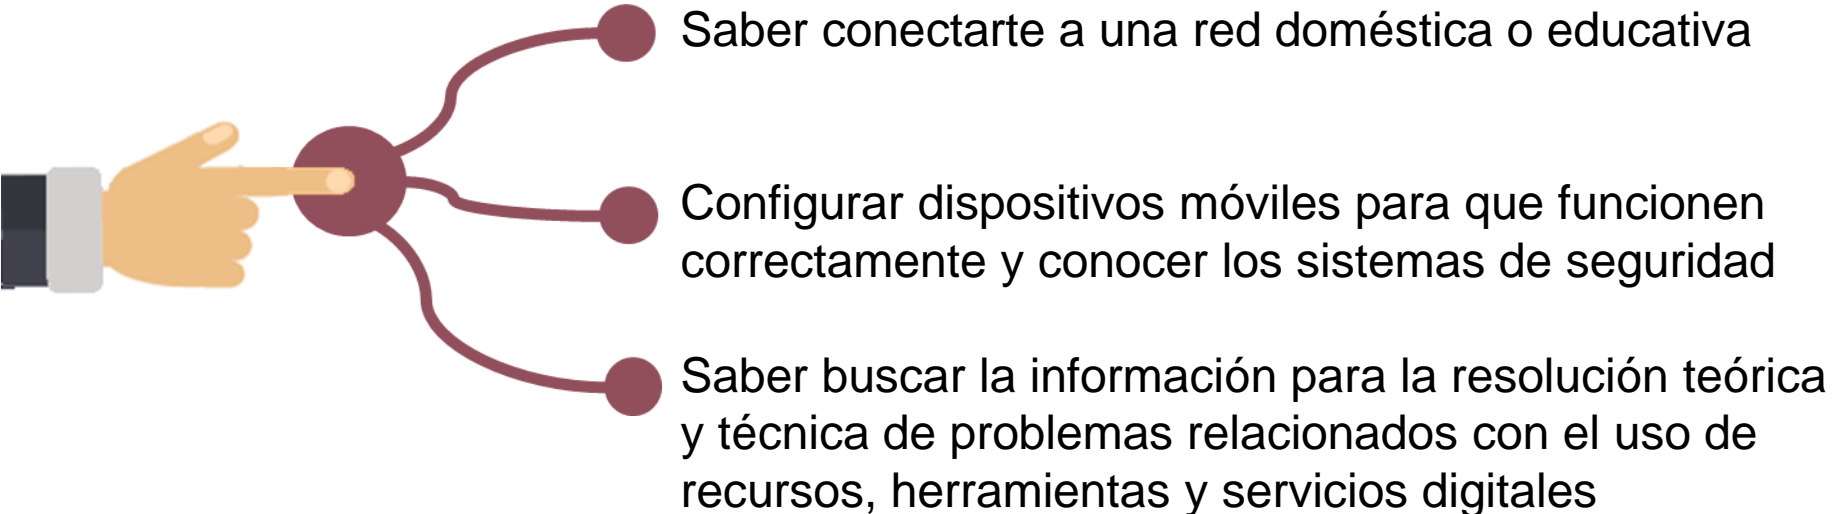 Saber conectarte a una red doméstica o educativa
Configurar dispositivos móviles para que funcionen
correctamente y conocer los sistemas de seguridad
Saber buscar la información para la resolución teórica
y técnica de problemas relacionados con el uso de
recursos, herramientas y servicios digitales